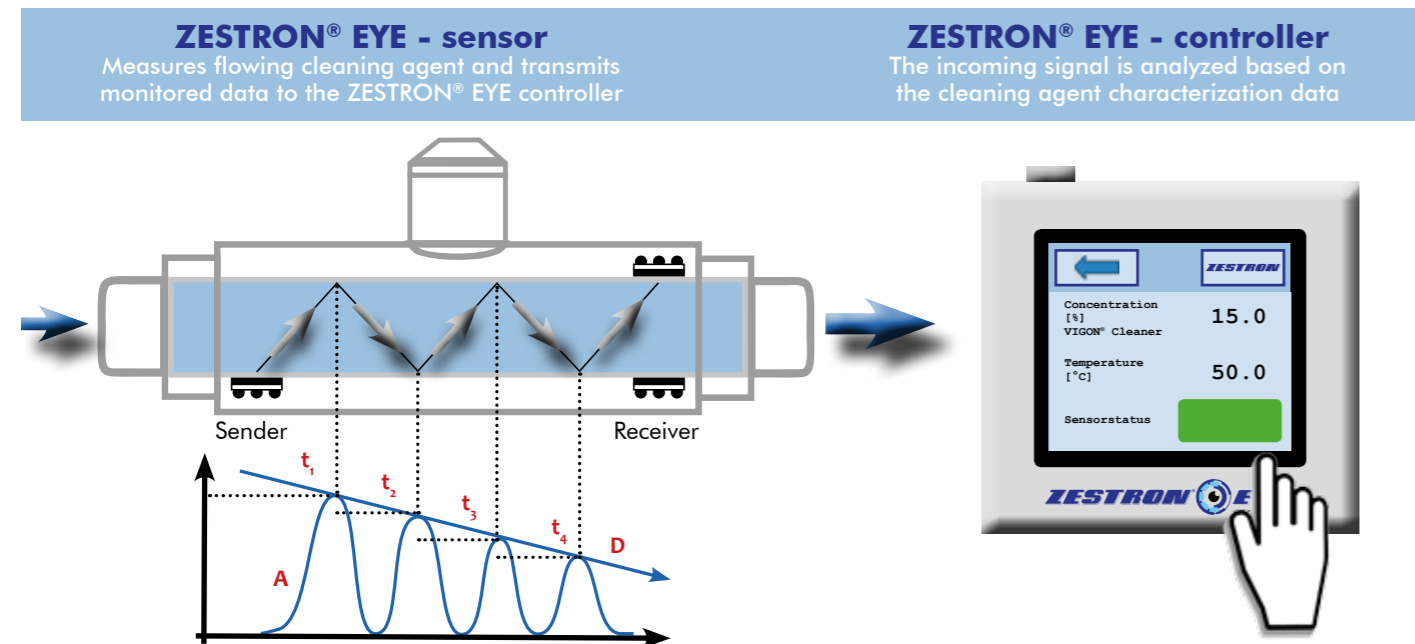 ZESTRON® EYE - sensor
Measures flowing cleaning agent and transmits
monitored data to the ZESTRON® EYE controller
ZESTRON® EYE - controller
The incoming signal is analyzed based on
the cleaning agent characterization data
Sender
Receiver
t₁
t₂
t₃
t₄
A
D
ZESTRON
Concentration
[%]
VIGON® Cleaner
15.0
Temperature
[°C]
50.0
Sensorstatus
ZESTRON E